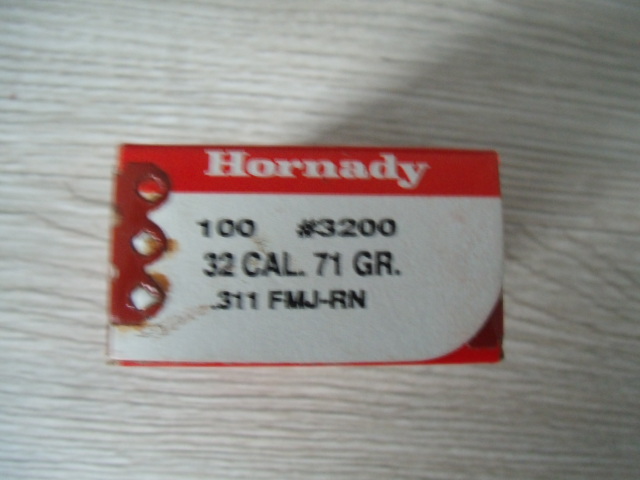 Hornady
100 #3200
32 CAL. 71 GR.
.311 FMJ-RN